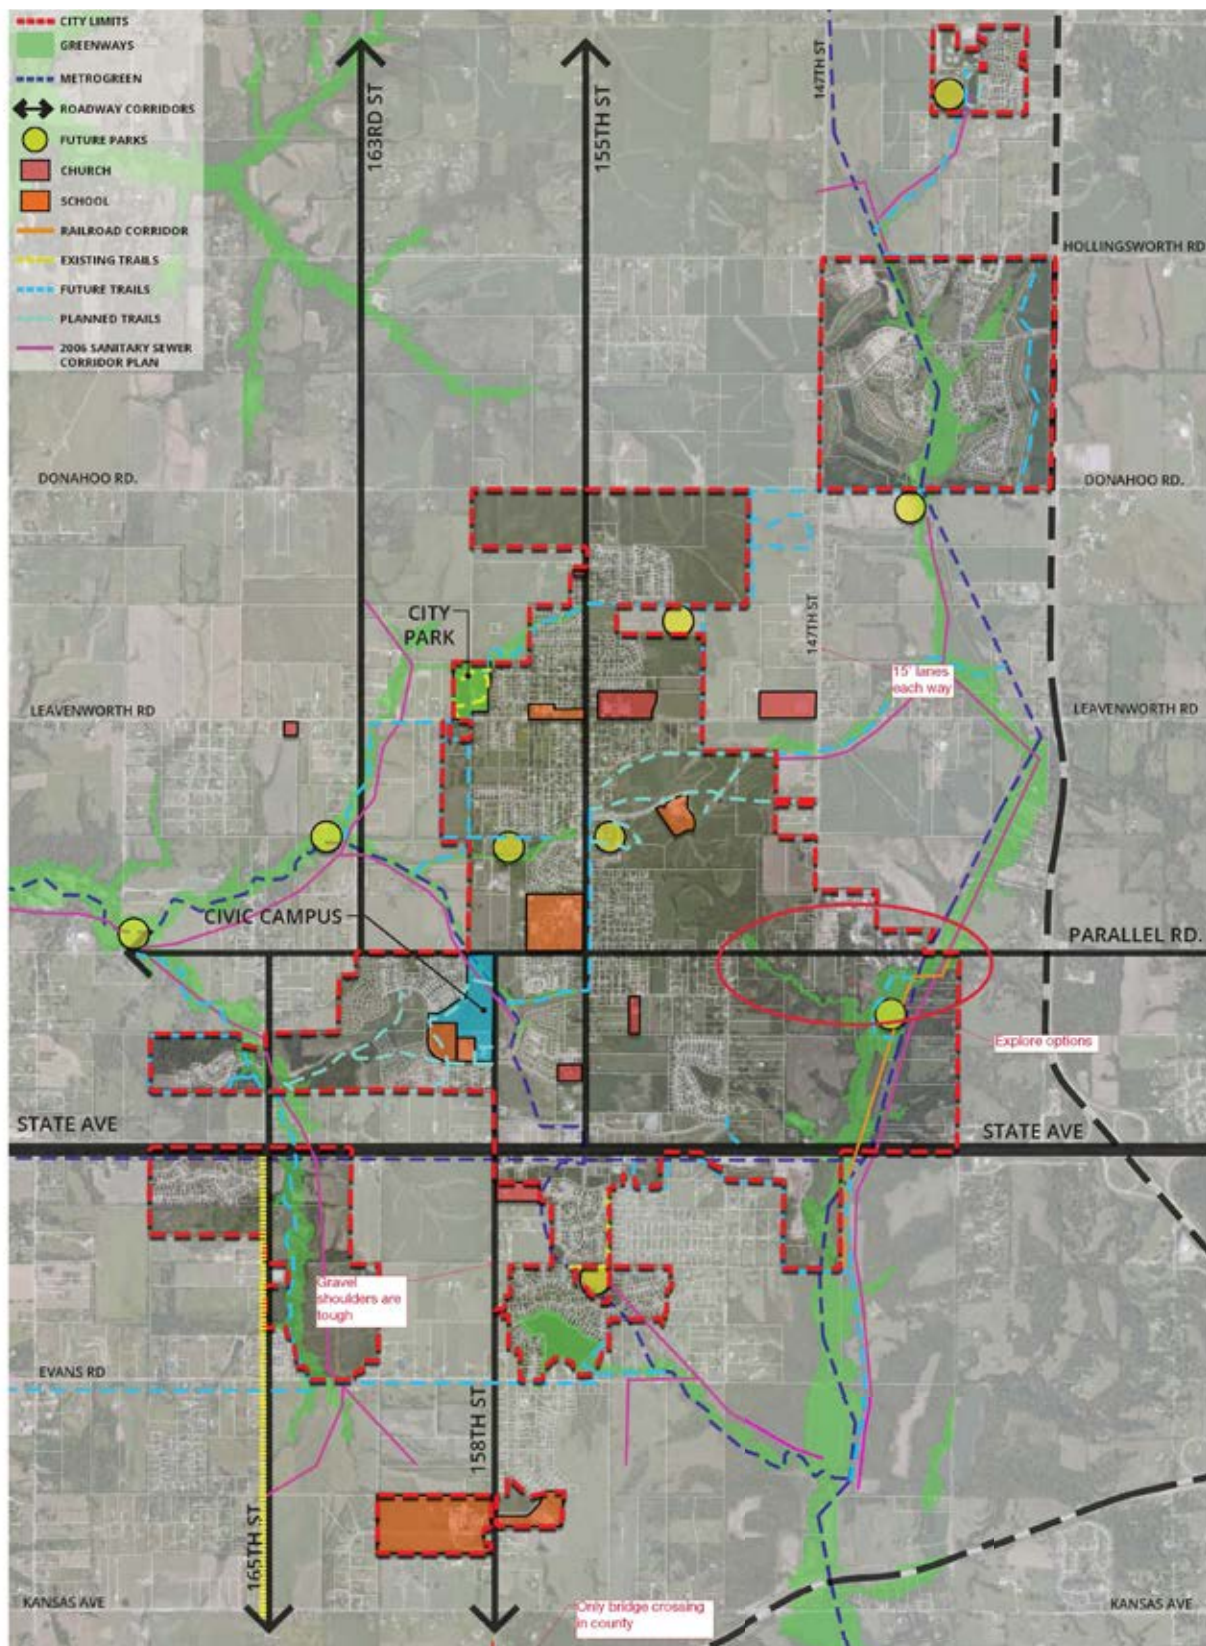 CITY LIMITS
GREENWAYS
METROGREEN
ROADWAY CORRIDORS
FUTURE PARKS
CHURCH
SCHOOL
RAILROAD CORRIDOR
EXISTING TRAILS
FUTURE TRAILS
PLANNED TRAILS
2006 SANITARY SEWER
CORRIDOR PLAN
163RD ST
155TH ST
147TH ST
HOLLINGSWORTH RD
DONAHOO RD.
DONAHOO RD.
CITY
PARK
147TH ST
15' lanes
each way
LEAVENWORTH RD
LEAVENWORTH RD
CIVIC CAMPUS
PARALLEL RD.
Explore options
STATE AVE
STATE AVE
Gravel
shoulders are
tough
EVANS RD
158TH ST
165TH ST
KANSAS AVE
Only bridge crossing
in county
KANSAS AVE